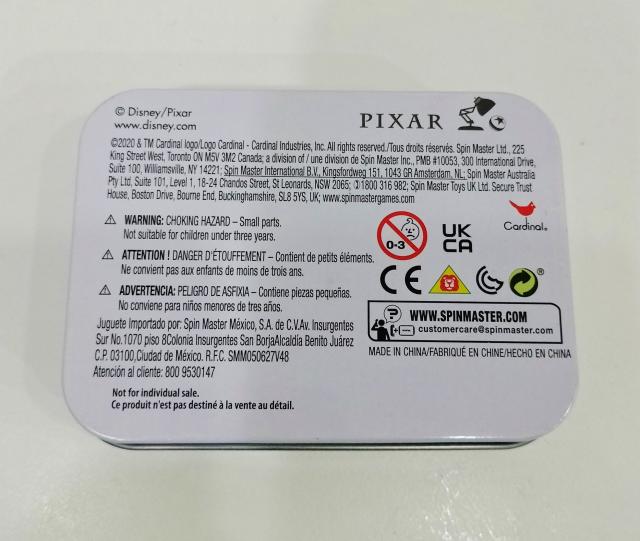 © Disney/Pixar
www.disney.com
PIXAR
©2020 & TM Cardinal logo/Logo Cardinal - Cardinal Industries, Inc. All rights reserved./Tous droits réservés. Spin Master Ltd., 225
King Street West, Toronto ON M5V 3M2 Canada; a division of / une division de Spin Master Inc., PMB #10053, 300 International Drive,
Suite 100, Williamsville, NY 14221; Spin Master International B.V., Kingsfordweg 151, 1043 GR Amsterdam, NL; Spin Master Australia
Pty Ltd, Suite 101, Level 1, 18-24 Chandos Street, St Leonards, NSW 2065; ✆1800 316 982; Spin Master Toys UK Ltd. Secure Trust
House, Boston Drive, Bourne End, Buckinghamshire, SL8 5YS, UK; www.spinmastergames.com
Cardinal®
WARNING: CHOKING HAZARD – Small parts.
Not suitable for children under three years.
0-3
UK
CA
ATTENTION ! DANGER D'ÉTOUFFEMENT – Contient de petits éléments.
Ne convient pas aux enfants de moins de trois ans.
CE
®
ADVERTENCIA: PELIGRO DE ASFIXIA – Contiene piezas pequeñas.
No conviene para niños menores de tres años.
WWW.SPINMASTER.COM
customercare@spinmaster.com
Juguete Importado por: Spin Master México, S.A. de C.V.Av. Insurgentes
Sur No.1070 piso 8Colonia Insurgentes San BorjaAlcaldía Benito Juárez
C.P. 03100,Ciudad de México. R.F.C. SMM050627V48
Atención al cliente: 800 9530147
MADE IN CHINA/FABRIQUÉ EN CHINE/HECHO EN CHINA
Not for individual sale.
Ce produit n'est pas destiné à la vente au détail.